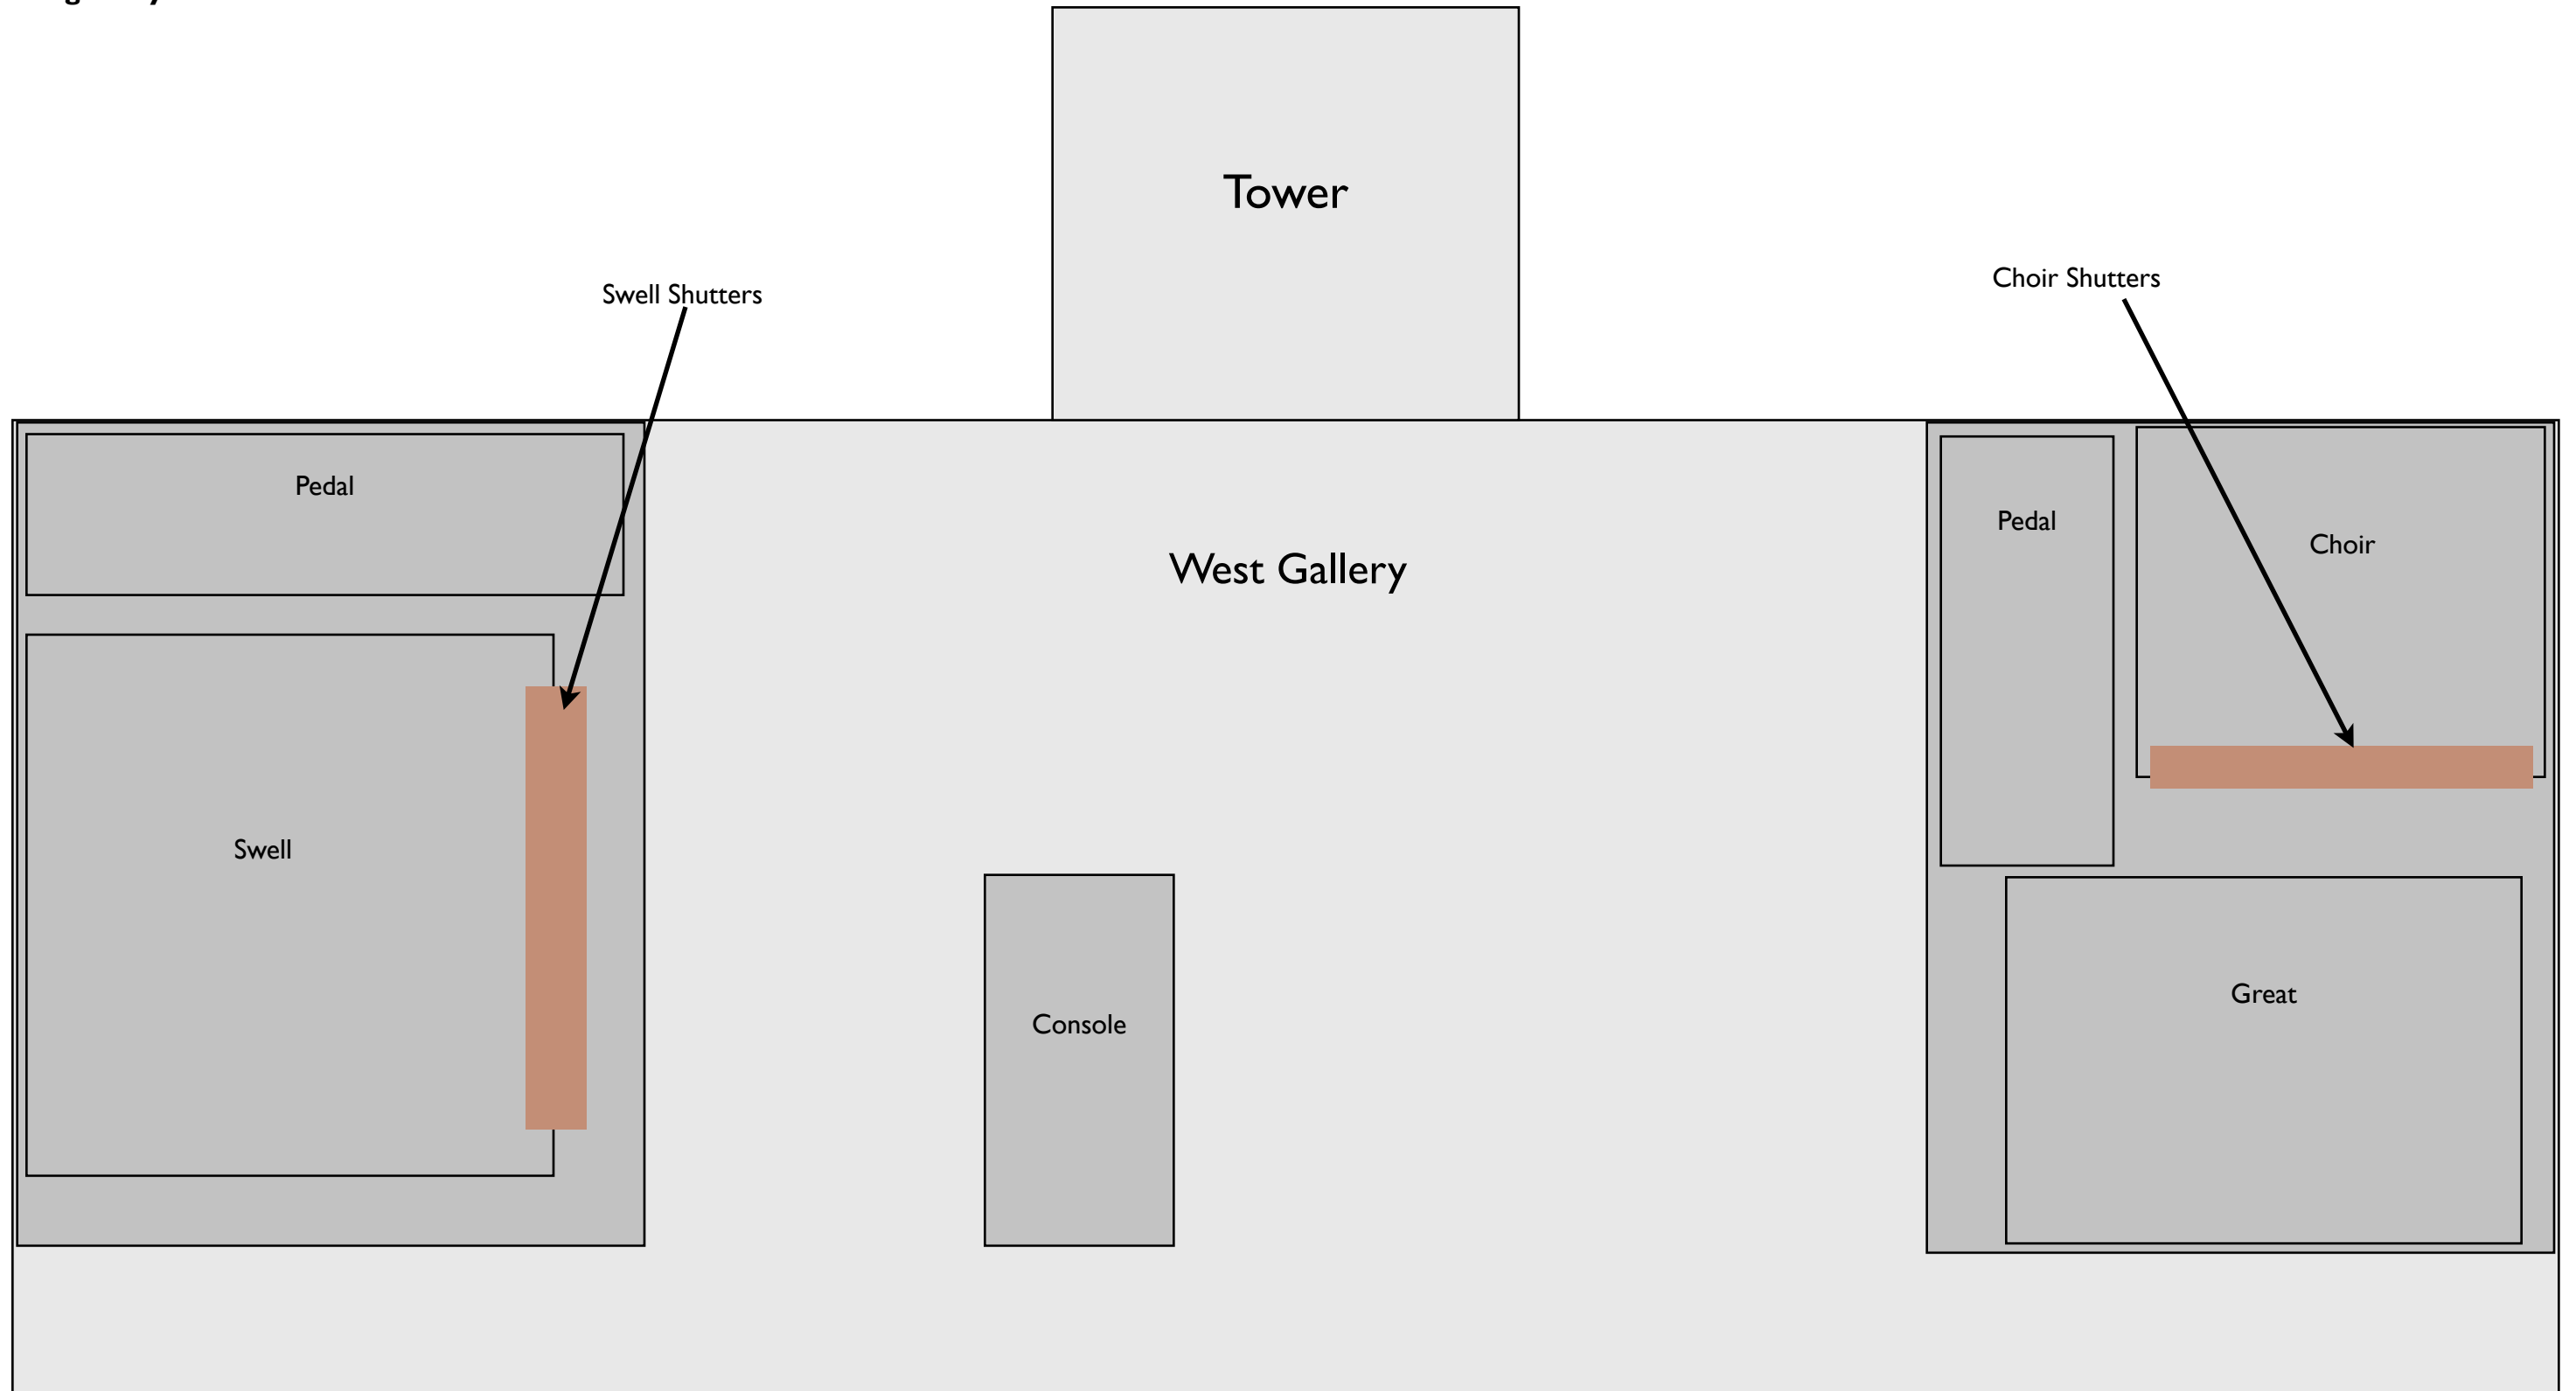 Tower
Swell Shutters
Choir Shutters
Pedal
Pedal
Choir
West Gallery
Swell
Console
Great